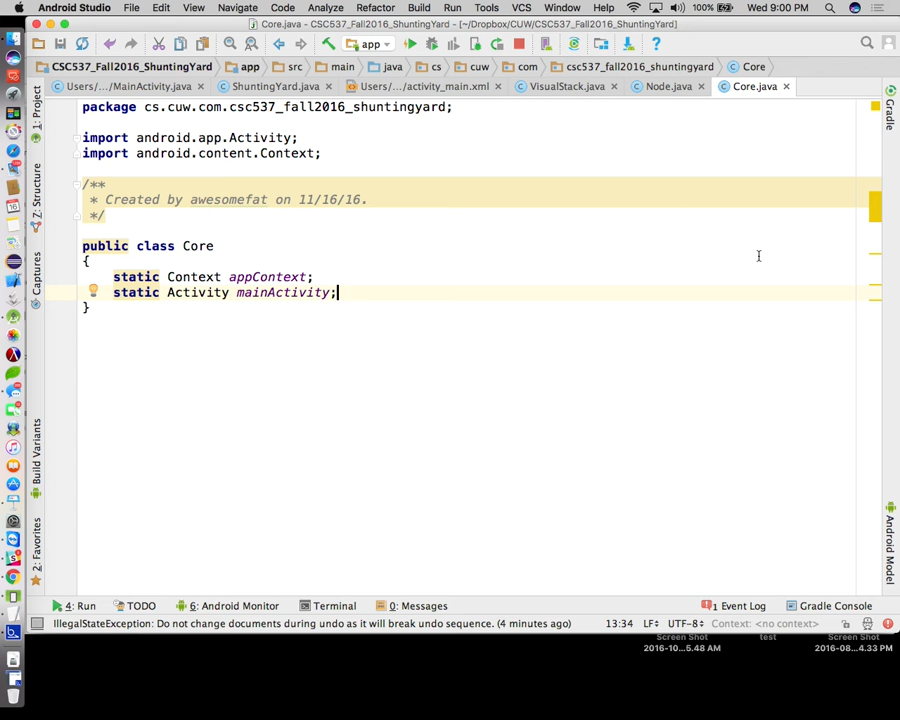 Android Studio File Edit View Navigate Code Analyze Refactor Build Run Tools VCS Window Help 100% Wed 9:00 PM
Core.java - CSC537_Fall2016_ShuntingYard - [~/Dropbox/CUW/CSC537_Fall2016_ShuntingYard]
app
CSC537_Fall2016_ShuntingYard app src main java cs cuw com csc537_fall2016_shuntingyard Core
Users/.../MainActivity.java ShuntingYard.java Users/.../activity_main.xml VisualStack.java Node.java Core.java
1: Project
Z: Structure
Captures
Build Variants
2: Favorites
package cs.cuw.com.csc537_fall2016_shuntingyard;
import android.app.Activity;
import android.content.Context;
/**
* Created by awesomefat on 11/16/16.
*/
public class Core
{
static Context appContext;
static Activity mainActivity;
}
Gradle
Android Model
4: Run TODO 6: Android Monitor Terminal 0: Messages 1 Event Log Gradle Console
IllegalStateException: Do not change documents during undo as it will break undo sequence. (4 minutes ago) 13:34 LF UTF-8 Context: <no context>
Screen Shot test Screen Shot
2016-10...5.48 AM 2016-08...4.33 PM